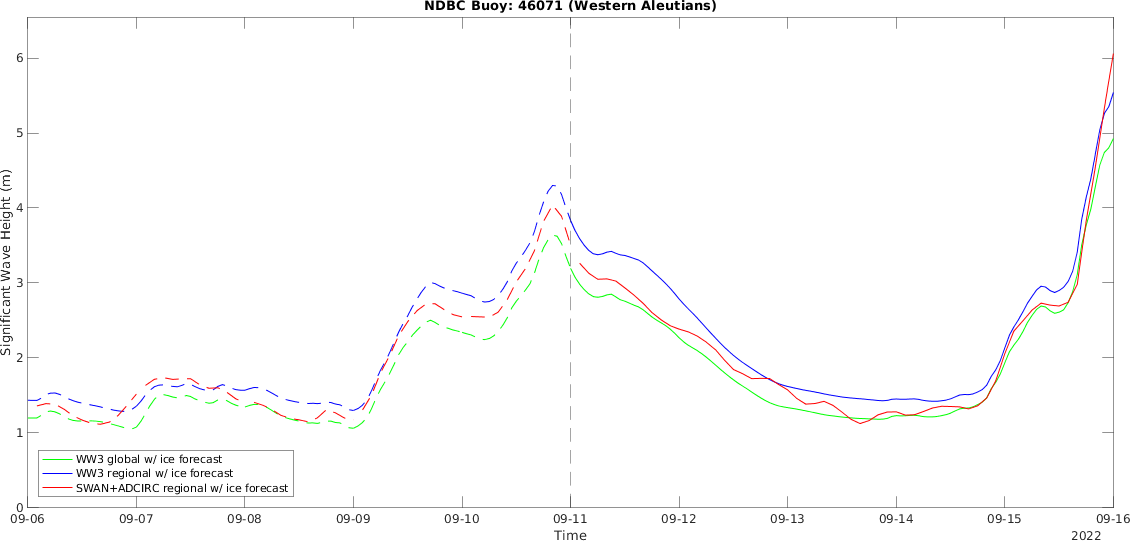 NDBC Buoy: 46071 (Western Aleutians)
Significant Wave Height (m)
6
5
4
3
2
1
0
WW3 global w/ ice forecast
WW3 regional w/ ice forecast
SWAN+ADCIRC regional w/ ice forecast
09-06 09-07 09-08 09-09 09-10 09-11 09-12 09-13 09-14 09-15 09-16
Time
2022